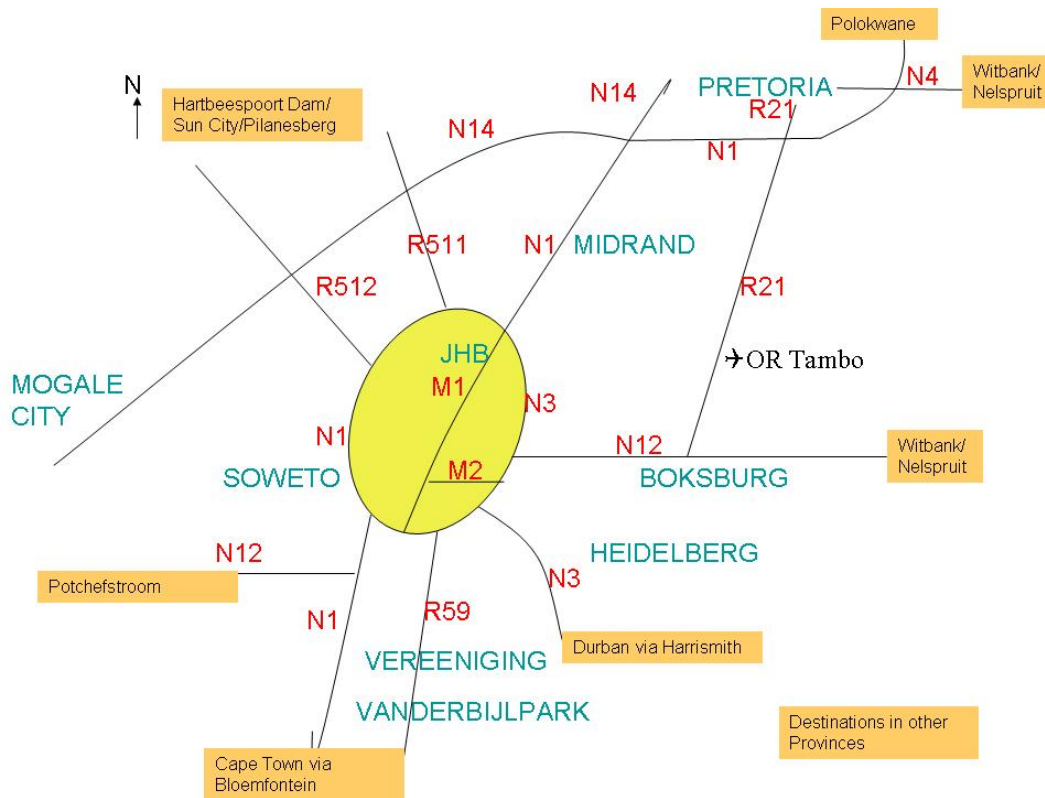 Polokwane
N
Hartbeespoort Dam/
Sun City/Pilanesberg
N14
PRETORIA
N4
Witbank/
Nelspruit
R21
N14
N1
R511
N1
MIDRAND
R512
R21
JHB
✈OR Tambo
MOGALE
CITY
M1
N3
N1
N12
Witbank/
Nelspruit
SOWETO
M2
BOKSBURG
N12
HEIDELBERG
Potchefstroom
N3
N1
R59
VEREENIGING
Durban via Harrismith
VANDERBIJLPARK
Destinations in other
Provinces
Cape Town via
Bloemfontein